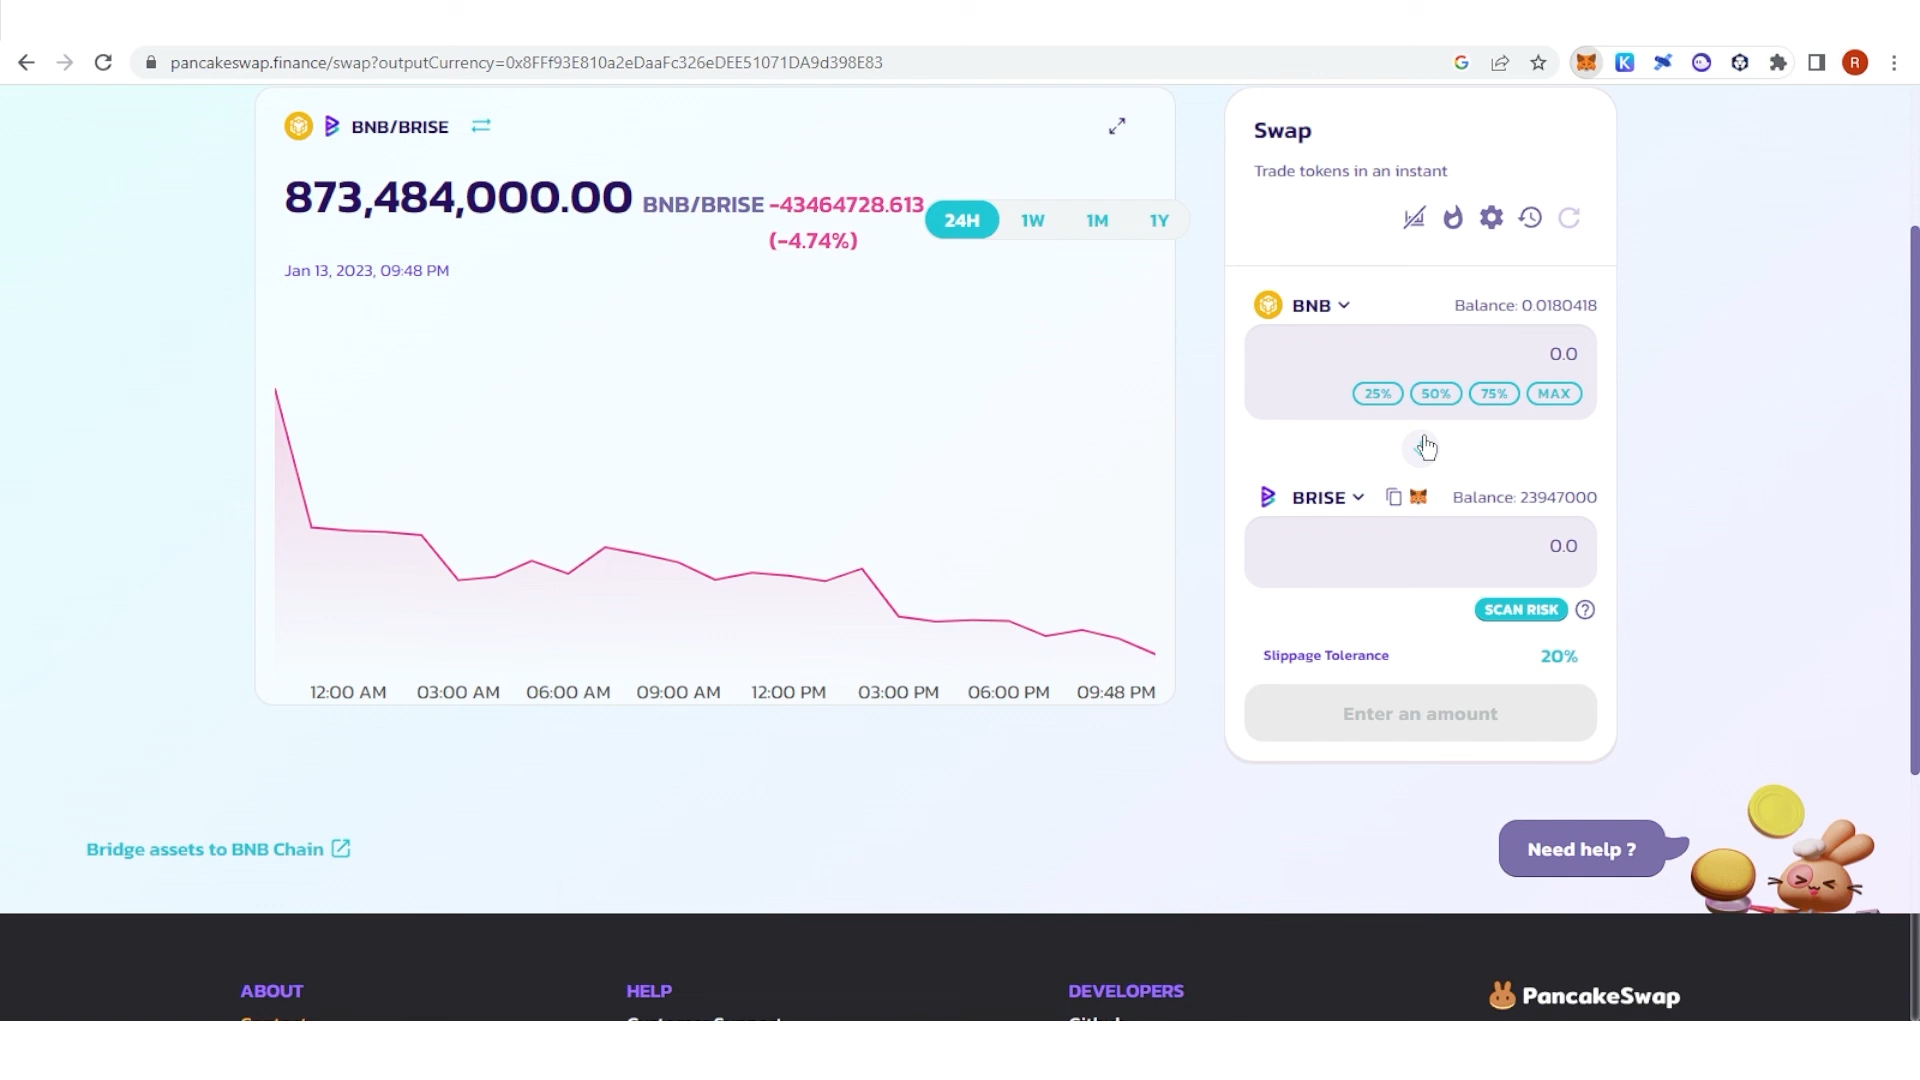 pancakeswap.finance/swap?outputCurrency=0x8FFf93E810a2eDaaFc326eDEE51071DA9d398E83
R
BNB/BRISE
873,484,000.00 BNB/BRISE -43464728.613
(-4.74%)
24H 1W 1M 1Y
Jan 13, 2023, 09:48 PM
12:00 AM 03:00 AM 06:00 AM 09:00 AM 12:00 PM 03:00 PM 06:00 PM 09:48 PM
Swap
Trade tokens in an instant
BNB Balance: 0.0180418
0.0
25% 50% 75% MAX
BRISE Balance: 23947000
0.0
SCAN RISK ?
Slippage Tolerance 20%
Enter an amount
Bridge assets to BNB Chain
Need help ?
ABOUT HELP DEVELOPERS PancakeSwap